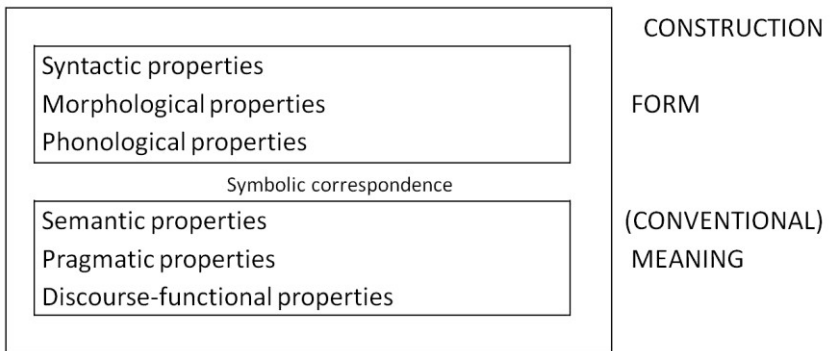 CONSTRUCTION
Syntactic properties
Morphological properties FORM
Phonological properties
Symbolic correspondence
Semantic properties (CONVENTIONAL)
Pragmatic properties MEANING
Discourse-functional properties